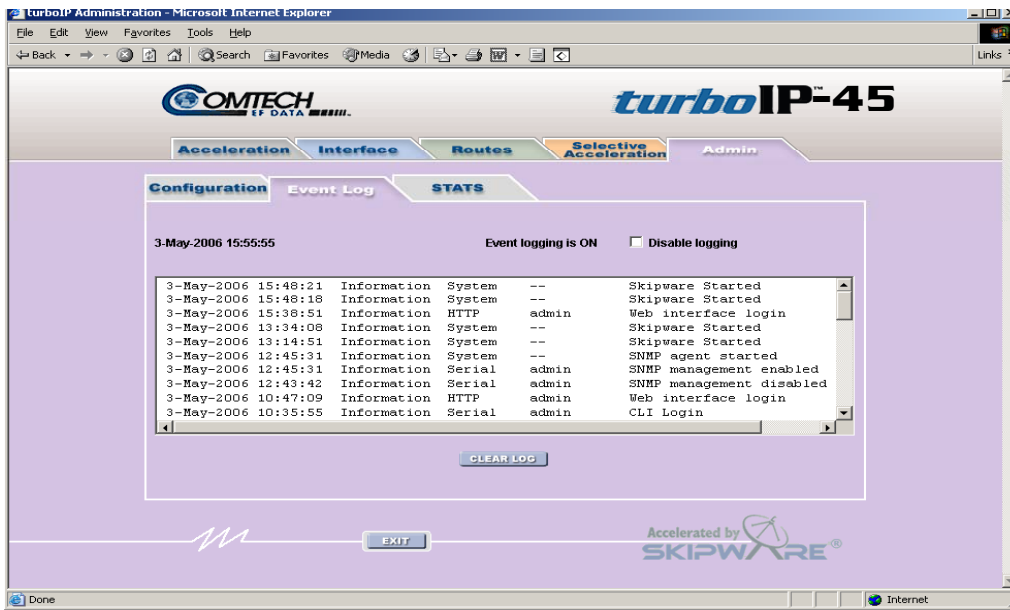 turboIP Administration - Microsoft Internet Explorer
File Edit View Favorites Tools Help
Back Search Favorites Media Links
COMTECH
EF DATA
turboIP™-45
Acceleration Interface Routes Selective Acceleration Admin
Configuration Event Log STATS
3-May-2006 15:55:55 Event logging is ON Disable logging
3-May-2006 15:48:21 Information System -- Skipware Started
3-May-2006 15:48:18 Information System -- Skipware Started
3-May-2006 15:38:51 Information HTTP admin Web interface login
3-May-2006 13:34:08 Information System -- Skipware Started
3-May-2006 13:14:51 Information System -- Skipware Started
3-May-2006 12:45:31 Information System -- SNMP agent started
3-May-2006 12:45:31 Information Serial admin SNMP management enabled
3-May-2006 12:43:42 Information Serial admin SNMP management disabled
3-May-2006 10:47:09 Information HTTP admin Web interface login
3-May-2006 10:35:55 Information Serial admin CLI Login
CLEAR LOG
EXIT
Accelerated by
SKIPWARE®
Done Internet